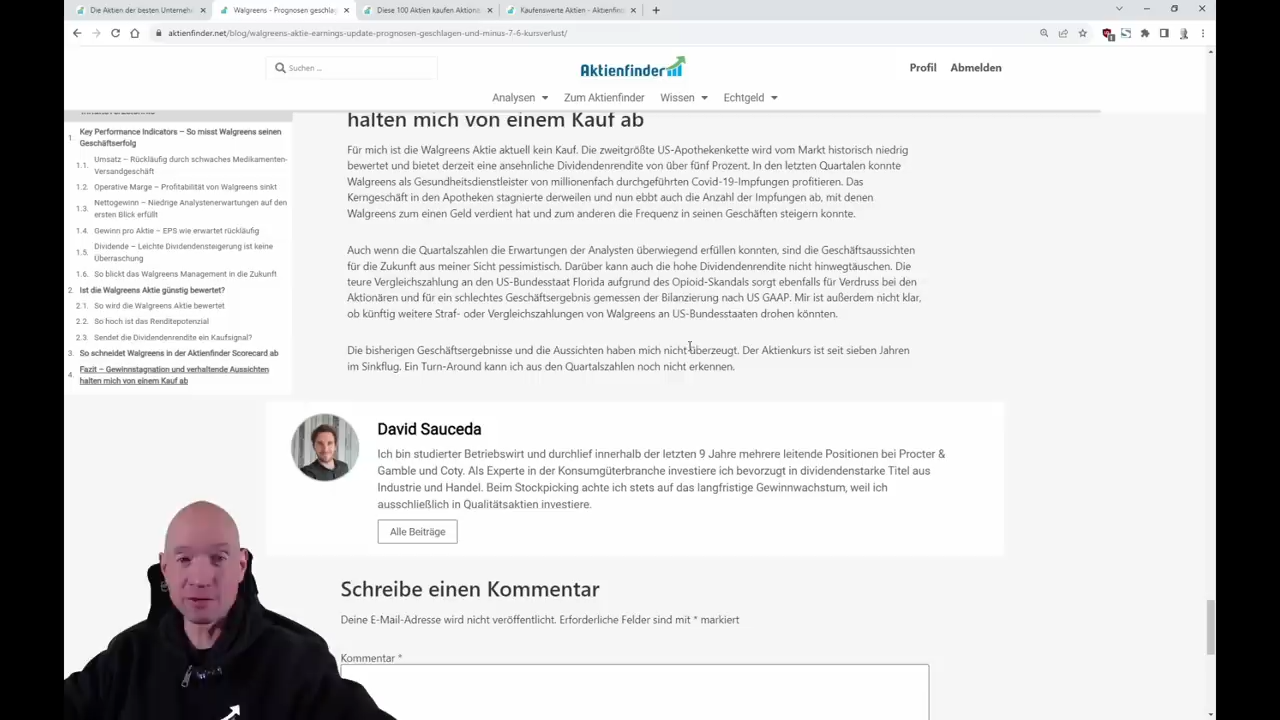 Die Aktien der besten Unterneh
Walgreens - Prognosen geschlag
Diese 100 Aktien kaufen Aktion
Kaufenswerte Aktien - Aktienfin
aktienfinder.net/blog/walgreens-aktie-earnings-update-prognosen-geschlagen-und-minus-7-6-kursverlust/
Suchen ...
Aktienfinder
Profil
Abmelden
Analysen
Zum Aktienfinder
Wissen
Echtgeld
1. Key Performance Indicators – So misst Walgreens seinen
Geschäftserfolg
1.1. Umsatz – Rückläufig durch schwaches Medikamenten-
Versandgeschäft
1.2. Operative Marge – Profitabilität von Walgreens sinkt
1.3. Nettogewinn – Niedrige Analystenerwartungen auf den
ersten Blick erfüllt
1.4. Gewinn pro Aktie – EPS wie erwartet rückläufig
1.5. Dividende – Leichte Dividendensteigerung ist keine
Überraschung
1.6. So blickt das Walgreens Management in die Zukunft
2. Ist die Walgreens Aktie günstig bewertet?
2.1. So wird die Walgreens Aktie bewertet
2.2. So hoch ist das Renditepotenzial
2.3. Sendet die Dividendenrendite ein Kaufsignal?
3. So schneidet Walgreens in der Aktienfinder Scorecard ab
4. Fazit – Gewinnstagnation und verhaltende Aussichten
halten mich von einem Kauf ab
halten mich von einem Kauf ab
Für mich ist die Walgreens Aktie aktuell kein Kauf. Die zweitgrößte US-Apothekenkette wird vom Markt historisch niedrig
bewertet und bietet derzeit eine ansehnliche Dividendenrendite von über fünf Prozent. In den letzten Quartalen konnte
Walgreens als Gesundheitsdienstleister von millionenfach durchgeführten Covid-19-Impfungen profitieren. Das
Kerngeschäft in den Apotheken stagnierte derweilen und nun ebbt auch die Anzahl der Impfungen ab, mit denen
Walgreens zum einen Geld verdient hat und zum anderen die Frequenz in seinen Geschäften steigern konnte.
Auch wenn die Quartalszahlen die Erwartungen der Analysten überwiegend erfüllen konnten, sind die Geschäftsaussichten
für die Zukunft aus meiner Sicht pessimistisch. Darüber kann auch die hohe Dividendenrendite nicht hinwegtäuschen. Die
teure Vergleichszahlung an den US-Bundesstaat Florida aufgrund des Opioid-Skandals sorgt ebenfalls für Verdruss bei den
Aktionären und für ein schlechtes Geschäftsergebnis gemessen der Bilanzierung nach US GAAP. Mir ist außerdem nicht klar,
ob künftig weitere Straf- oder Vergleichszahlungen von Walgreens an US-Bundesstaaten drohen könnten.
Die bisherigen Geschäftsergebnisse und die Aussichten haben mich nicht überzeugt. Der Aktienkurs ist seit sieben Jahren
im Sinkflug. Ein Turn-Around kann ich aus den Quartalszahlen noch nicht erkennen.
David Sauceda
Ich bin studierter Betriebswirt und durchlief innerhalb der letzten 9 Jahre mehrere leitende Positionen bei Procter &
Gamble und Coty. Als Experte in der Konsumgüterbranche investiere ich bevorzugt in dividendenstarke Titel aus
Industrie und Handel. Beim Stockpicking achte ich stets auf das langfristige Gewinnwachstum, weil ich
ausschließlich in Qualitätsaktien investiere.
Alle Beiträge
Schreibe einen Kommentar
Deine E-Mail-Adresse wird nicht veröffentlicht. Erforderliche Felder sind mit * markiert
Kommentar *